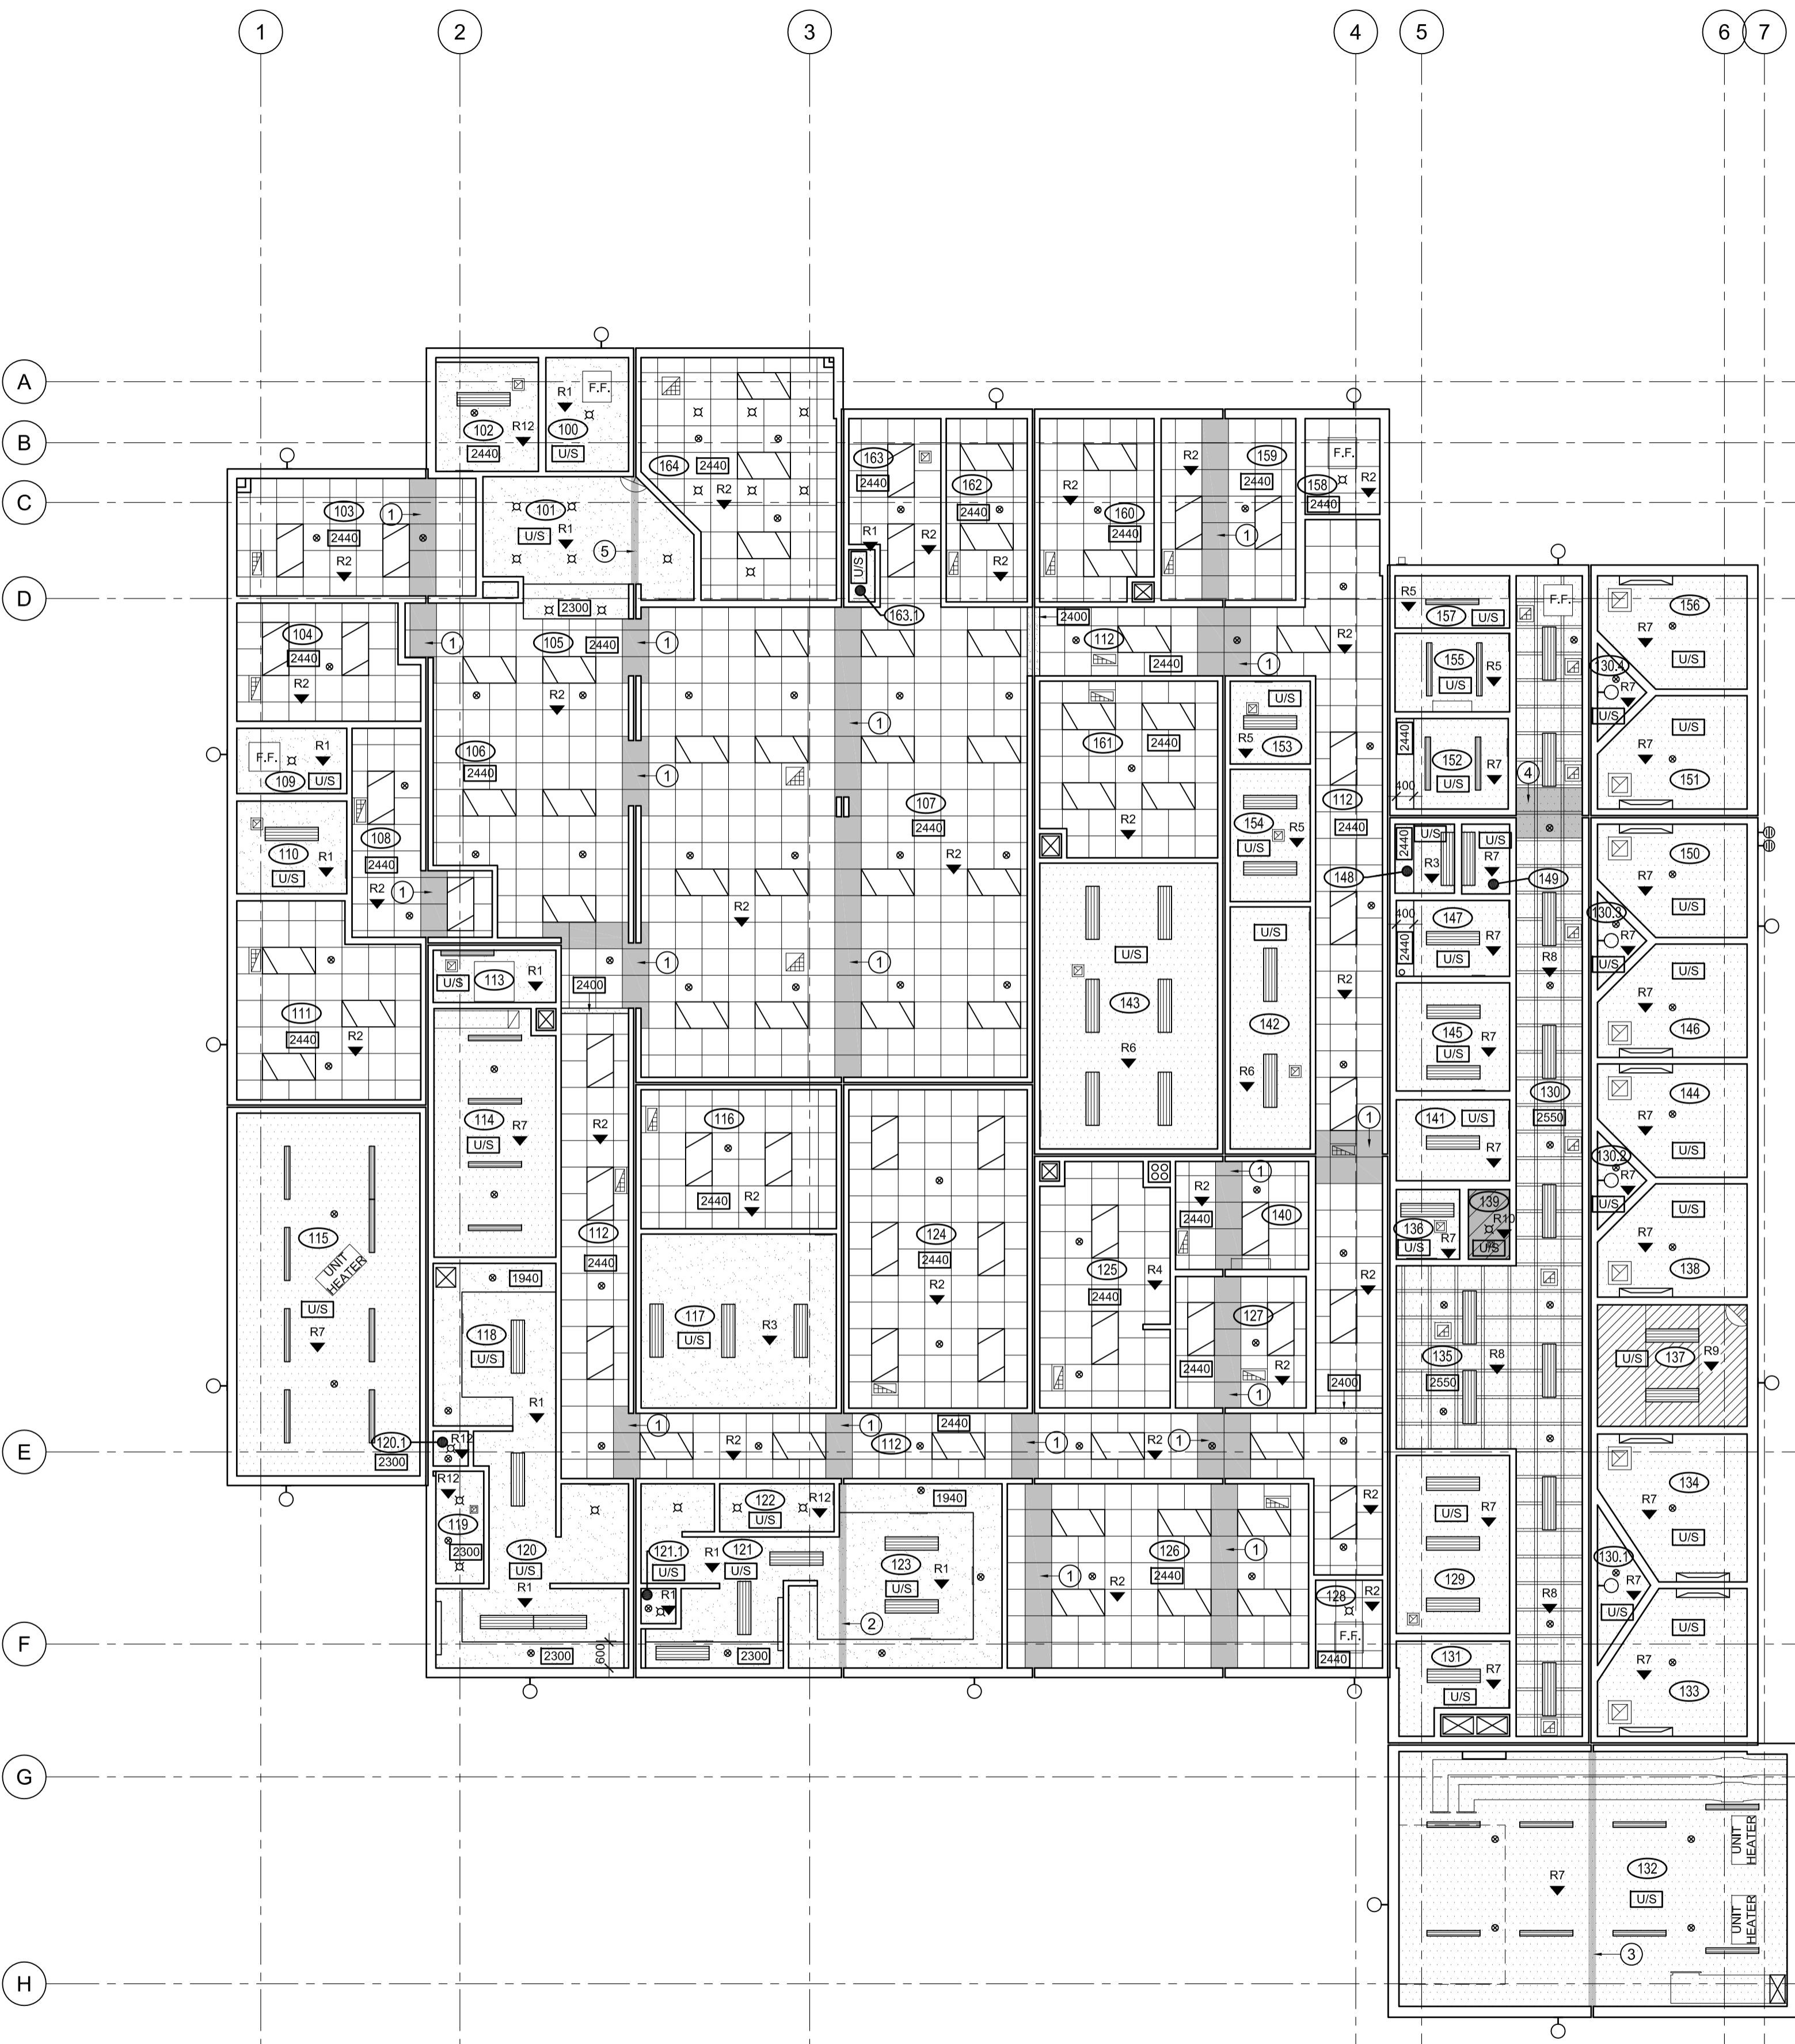 1 2 3 4 5 6 7
A
B
C
D
E
F
G
H
102 R12 2440
R1 F.F. 100 U/S
164 2440 R2
101 U/S R1 5
103 2440 R2 1
163 2440 R1 R2
U/S 163.1
162 2440 R2
R2 160 2440
R2 159 2440 1
F.F. 158 R2 2440
104 2440 R2
2300
105 2440 1 1
R2
106 2440 1
1
107 2440 R2
R2
1 1
2400 112 2440 1 R2
R1 F.F. 109 U/S
110 R1 U/S
108 2440 R2 1
111 2440 R2
U/S 113 R1
2400
161 2440 R2
U/S R5 153
154 U/S R5
112 2440
R2
U/S 143 R6
U/S 142 R6
1
R5 157 U/S
155 U/S R5
2440 152 U/S R7
400
4
F.F.
2440 U/S R3 148
U/S R7 149
400 2440 147 U/S R7
R8
145 U/S R7
130 2550
141 U/S R7
136 U/S R7
139 R10 U/S
135 2550 R8
129 U/S R7
R8
131 R7 U/S
156 R7 U/S
130.4 R7 U/S
U/S R7 151
150 R7 U/S
130.3 R7 U/S
U/S R7 146
144 R7 U/S
130.2 R7 U/S
U/S R7 138
U/S 137 R9
134 R7 U/S
130.1 R7 U/S
U/S R7 133
114 U/S R7
115
UNIT
HEATER
U/S R7
R2
112 2440
116 2440 R2
117 U/S R3
124 2440 R2
125 2440 R4
R2 2440 1 140
127 2440 R2 1
R2
2400
1940
118 U/S
R1
120.1 R12 2300
R12 119 2300
120 U/S R1
2300 600
1 R2 1 112 2440 1 R2 1
122 U/S R12
121.1 U/S R1 121 U/S
R1
2300
1940
123 U/S R1
2
126 2440 R2 1 1
R2
128 R2 F.F. 2440
R7
132 U/S
UNIT
HEATER
UNIT
HEATER
3